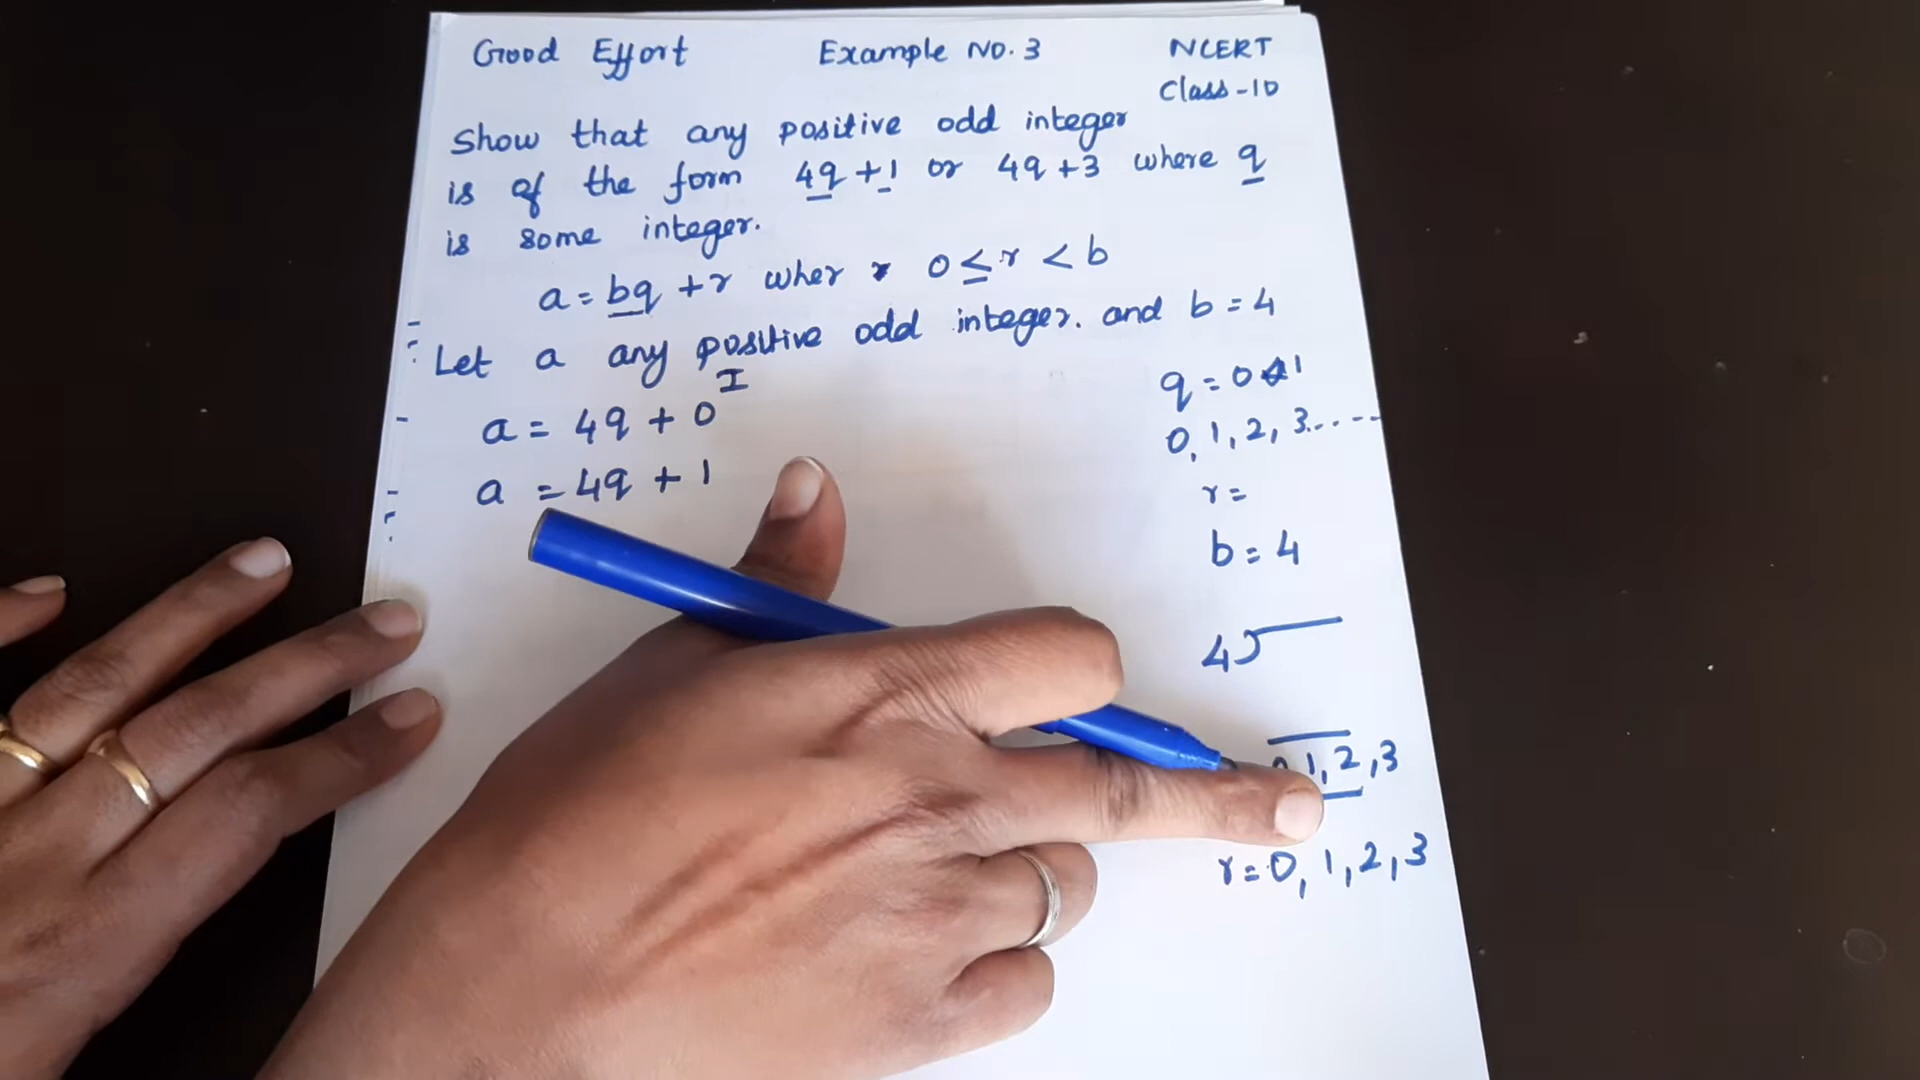 Good Effort Example No. 3 NCERT
Class-10
Show that any positive odd integer
is of the form 4q + 1 or 4q + 3 where q
is some integer.
a = bq + r wher 0 ≤ r < b
Let a any positive odd integer. and b = 4
I
a = 4q + 0
a = 4q + 1
q = 0 1
0, 1, 2, 3.....
r =
b = 4
4
1, 2, 3
r = 0, 1, 2, 3